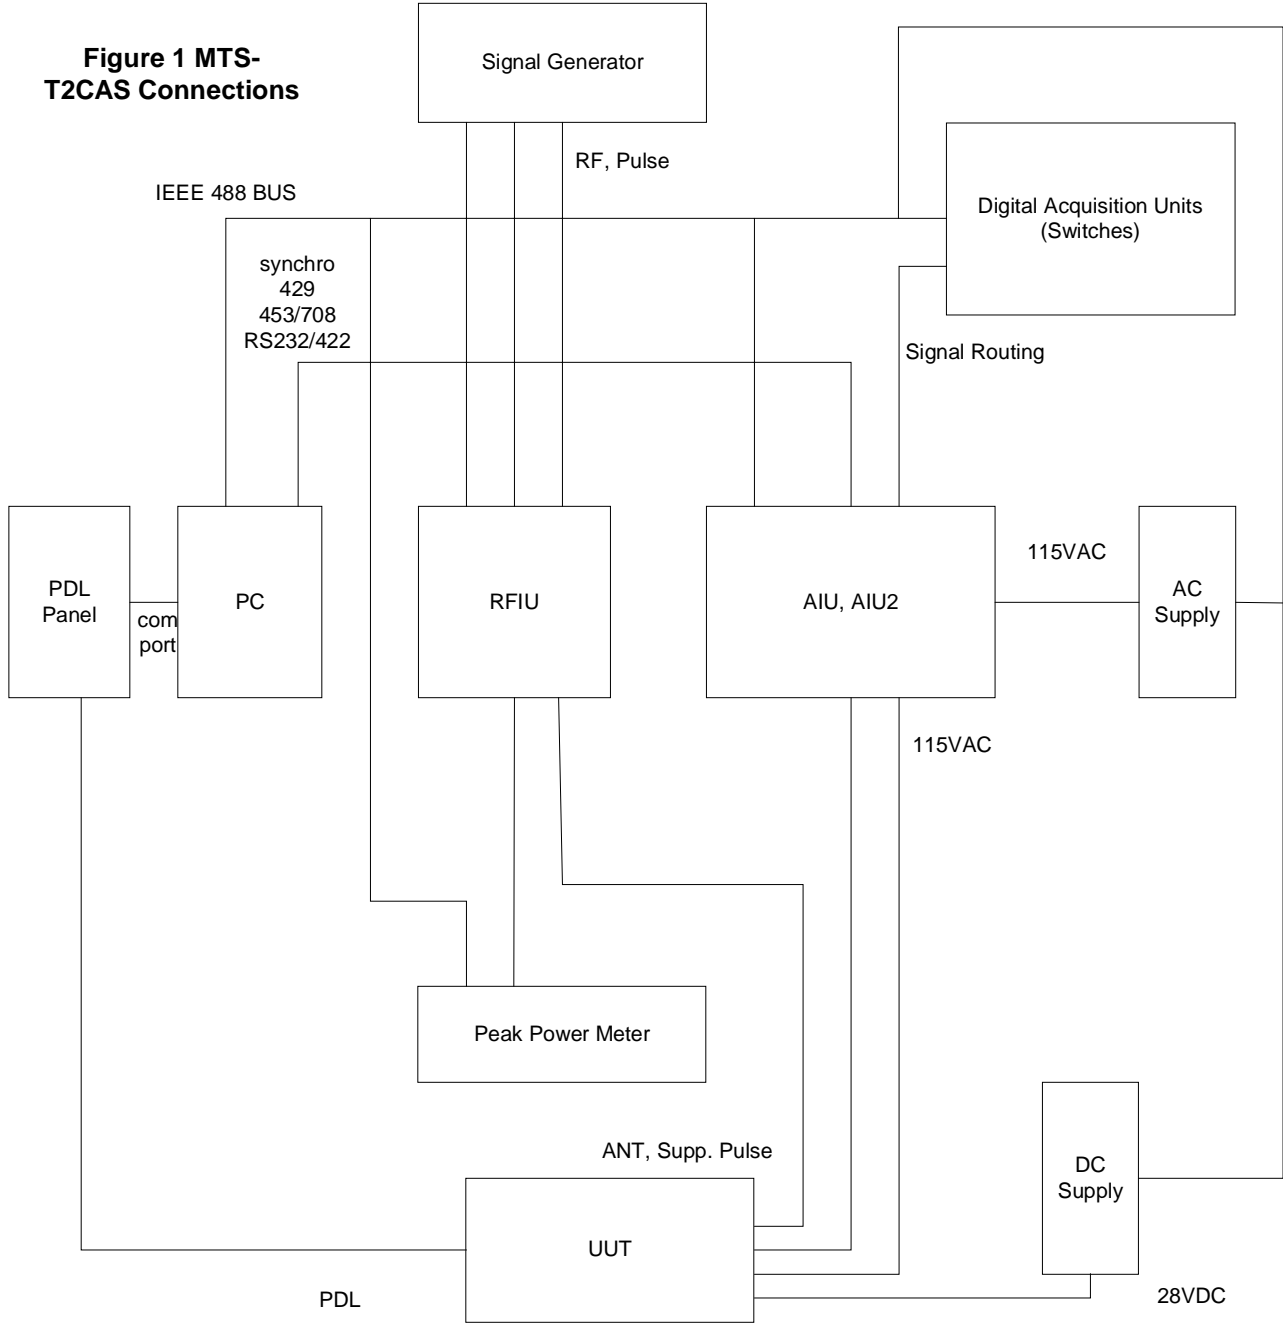 Figure 1 MTS-
T2CAS Connections
Signal Generator
RF, Pulse
IEEE 488 BUS
Digital Acquisition Units
(Switches)
synchro
429
453/708
RS232/422
Signal Routing
PDL
Panel
com
port
PC
RFIU
AIU, AIU2
115VAC
AC
Supply
115VAC
Peak Power Meter
ANT, Supp. Pulse
DC
Supply
UUT
PDL
28VDC